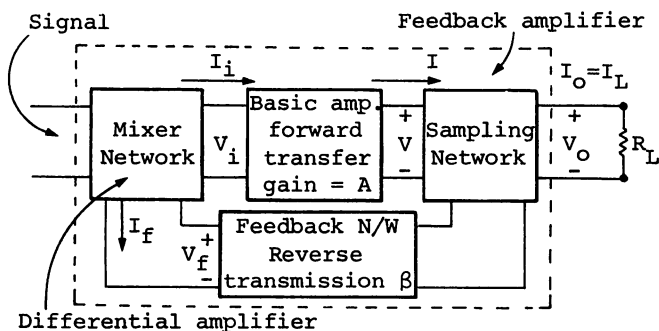 Signal
Feedback amplifier
I_i
I
I_o=I_L
Mixer
Network
V_i
Basic amp.
forward
transfer
gain = A
+
V
-
Sampling
Network
+
V_o
-
R_L
I_f
V_f
+
-
Feedback N/W
Reverse
transmission β
Differential amplifier